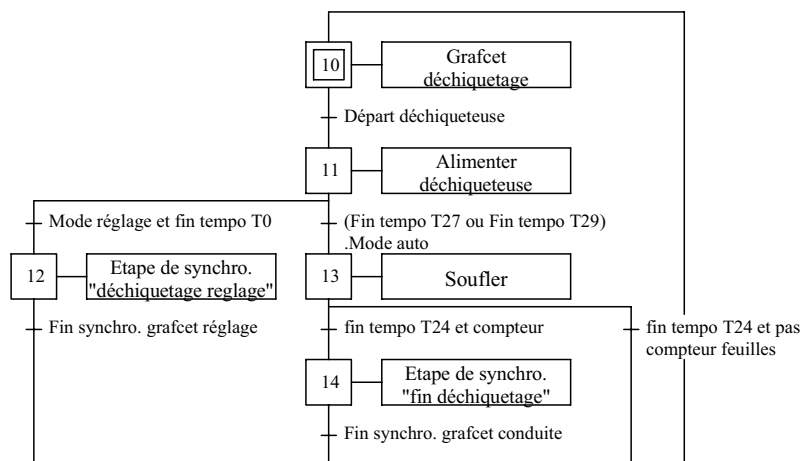 10
Grafcet
déchiquetage
Départ déchiqueteuse
11
Alimenter
déchiqueteuse
Mode réglage et fin tempo T0
(Fin tempo T27 ou Fin tempo T29)
.Mode auto
12
Etape de synchro.
"déchiquetage reglage"
13
Soufler
Fin synchro. grafcet réglage
fin tempo T24 et compteur
fin tempo T24 et pas
compteur feuilles
14
Etape de synchro.
"fin déchiquetage"
Fin synchro. grafcet conduite